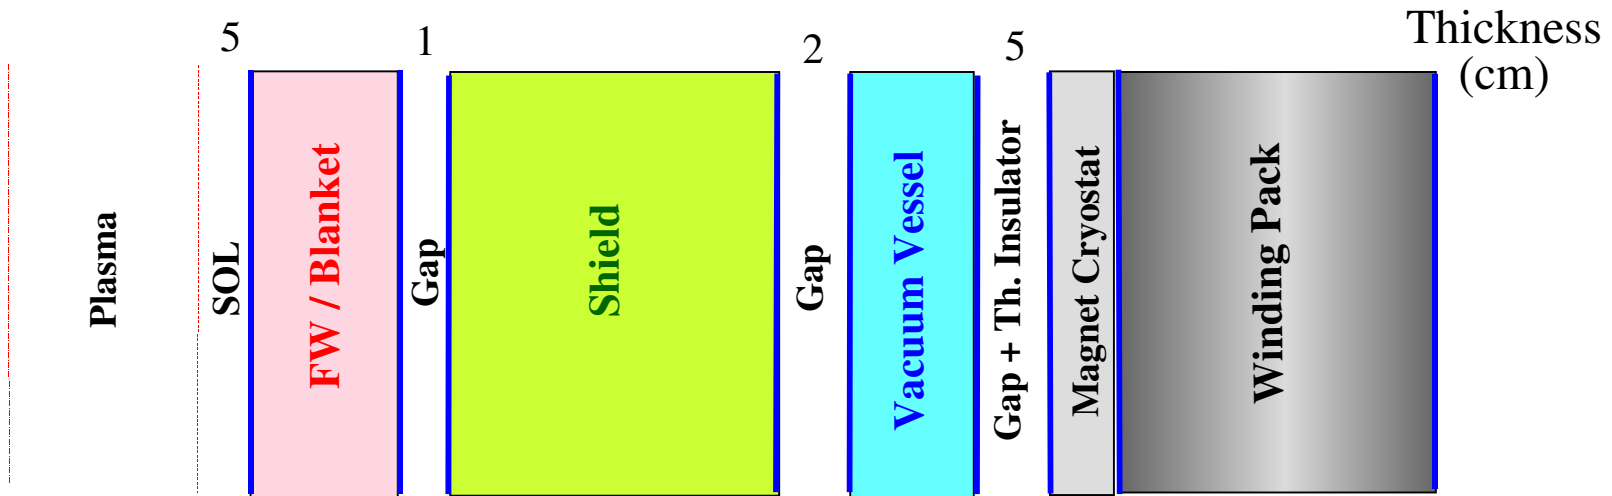 5
1
2
5
Thickness
(cm)
Plasma
SOL
FW / Blanket
Gap
Shield
Gap
Vacuum Vessel
Gap + Th. Insulator
Magnet Cryostat
Winding Pack